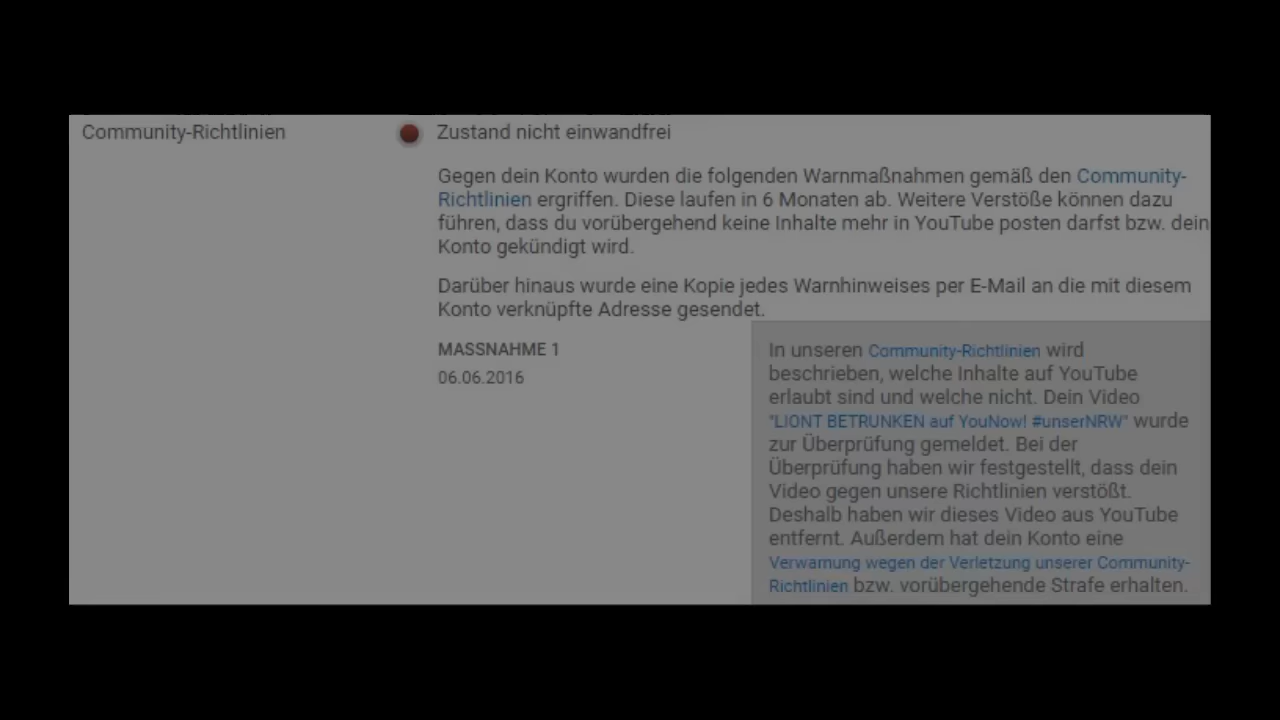 Community-Richtlinien
Zustand nicht einwandfrei
Gegen dein Konto wurden die folgenden Warnmaßnahmen gemäß den Community-
Richtlinien ergriffen. Diese laufen in 6 Monaten ab. Weitere Verstöße können dazu
führen, dass du vorübergehend keine Inhalte mehr in YouTube posten darfst bzw. dein
Konto gekündigt wird.
Darüber hinaus wurde eine Kopie jedes Warnhinweises per E-Mail an die mit diesem
Konto verknüpfte Adresse gesendet.
MASSNAHME 1
06.06.2016
In unseren Community-Richtlinien wird
beschrieben, welche Inhalte auf YouTube
erlaubt sind und welche nicht. Dein Video
"LIONT BETRUNKEN auf YouNow! #unserNRW" wurde
zur Überprüfung gemeldet. Bei der
Überprüfung haben wir festgestellt, dass dein
Video gegen unsere Richtlinien verstößt.
Deshalb haben wir dieses Video aus YouTube
entfernt. Außerdem hat dein Konto eine
Verwarnung wegen der Verletzung unserer Community-
Richtlinien bzw. vorübergehende Strafe erhalten.